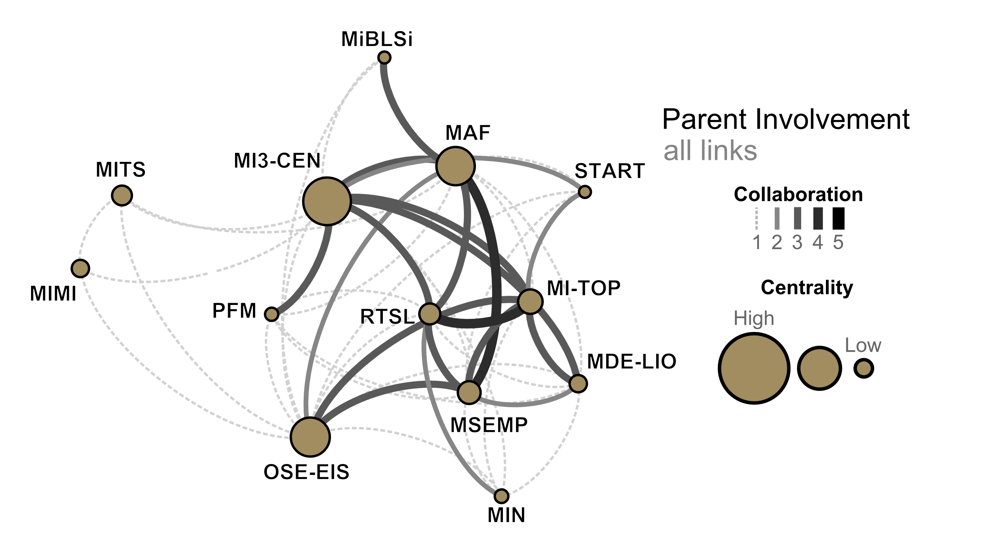 MiBLSi
MAF
MI3-CEN
START
MITS
MIMI
PFM
RTSL
MI-TOP
MDE-LIO
MSEMP
OSE-EIS
MIN
Parent Involvement
all links
Collaboration
1 2 3 4 5
Centrality
High
Low